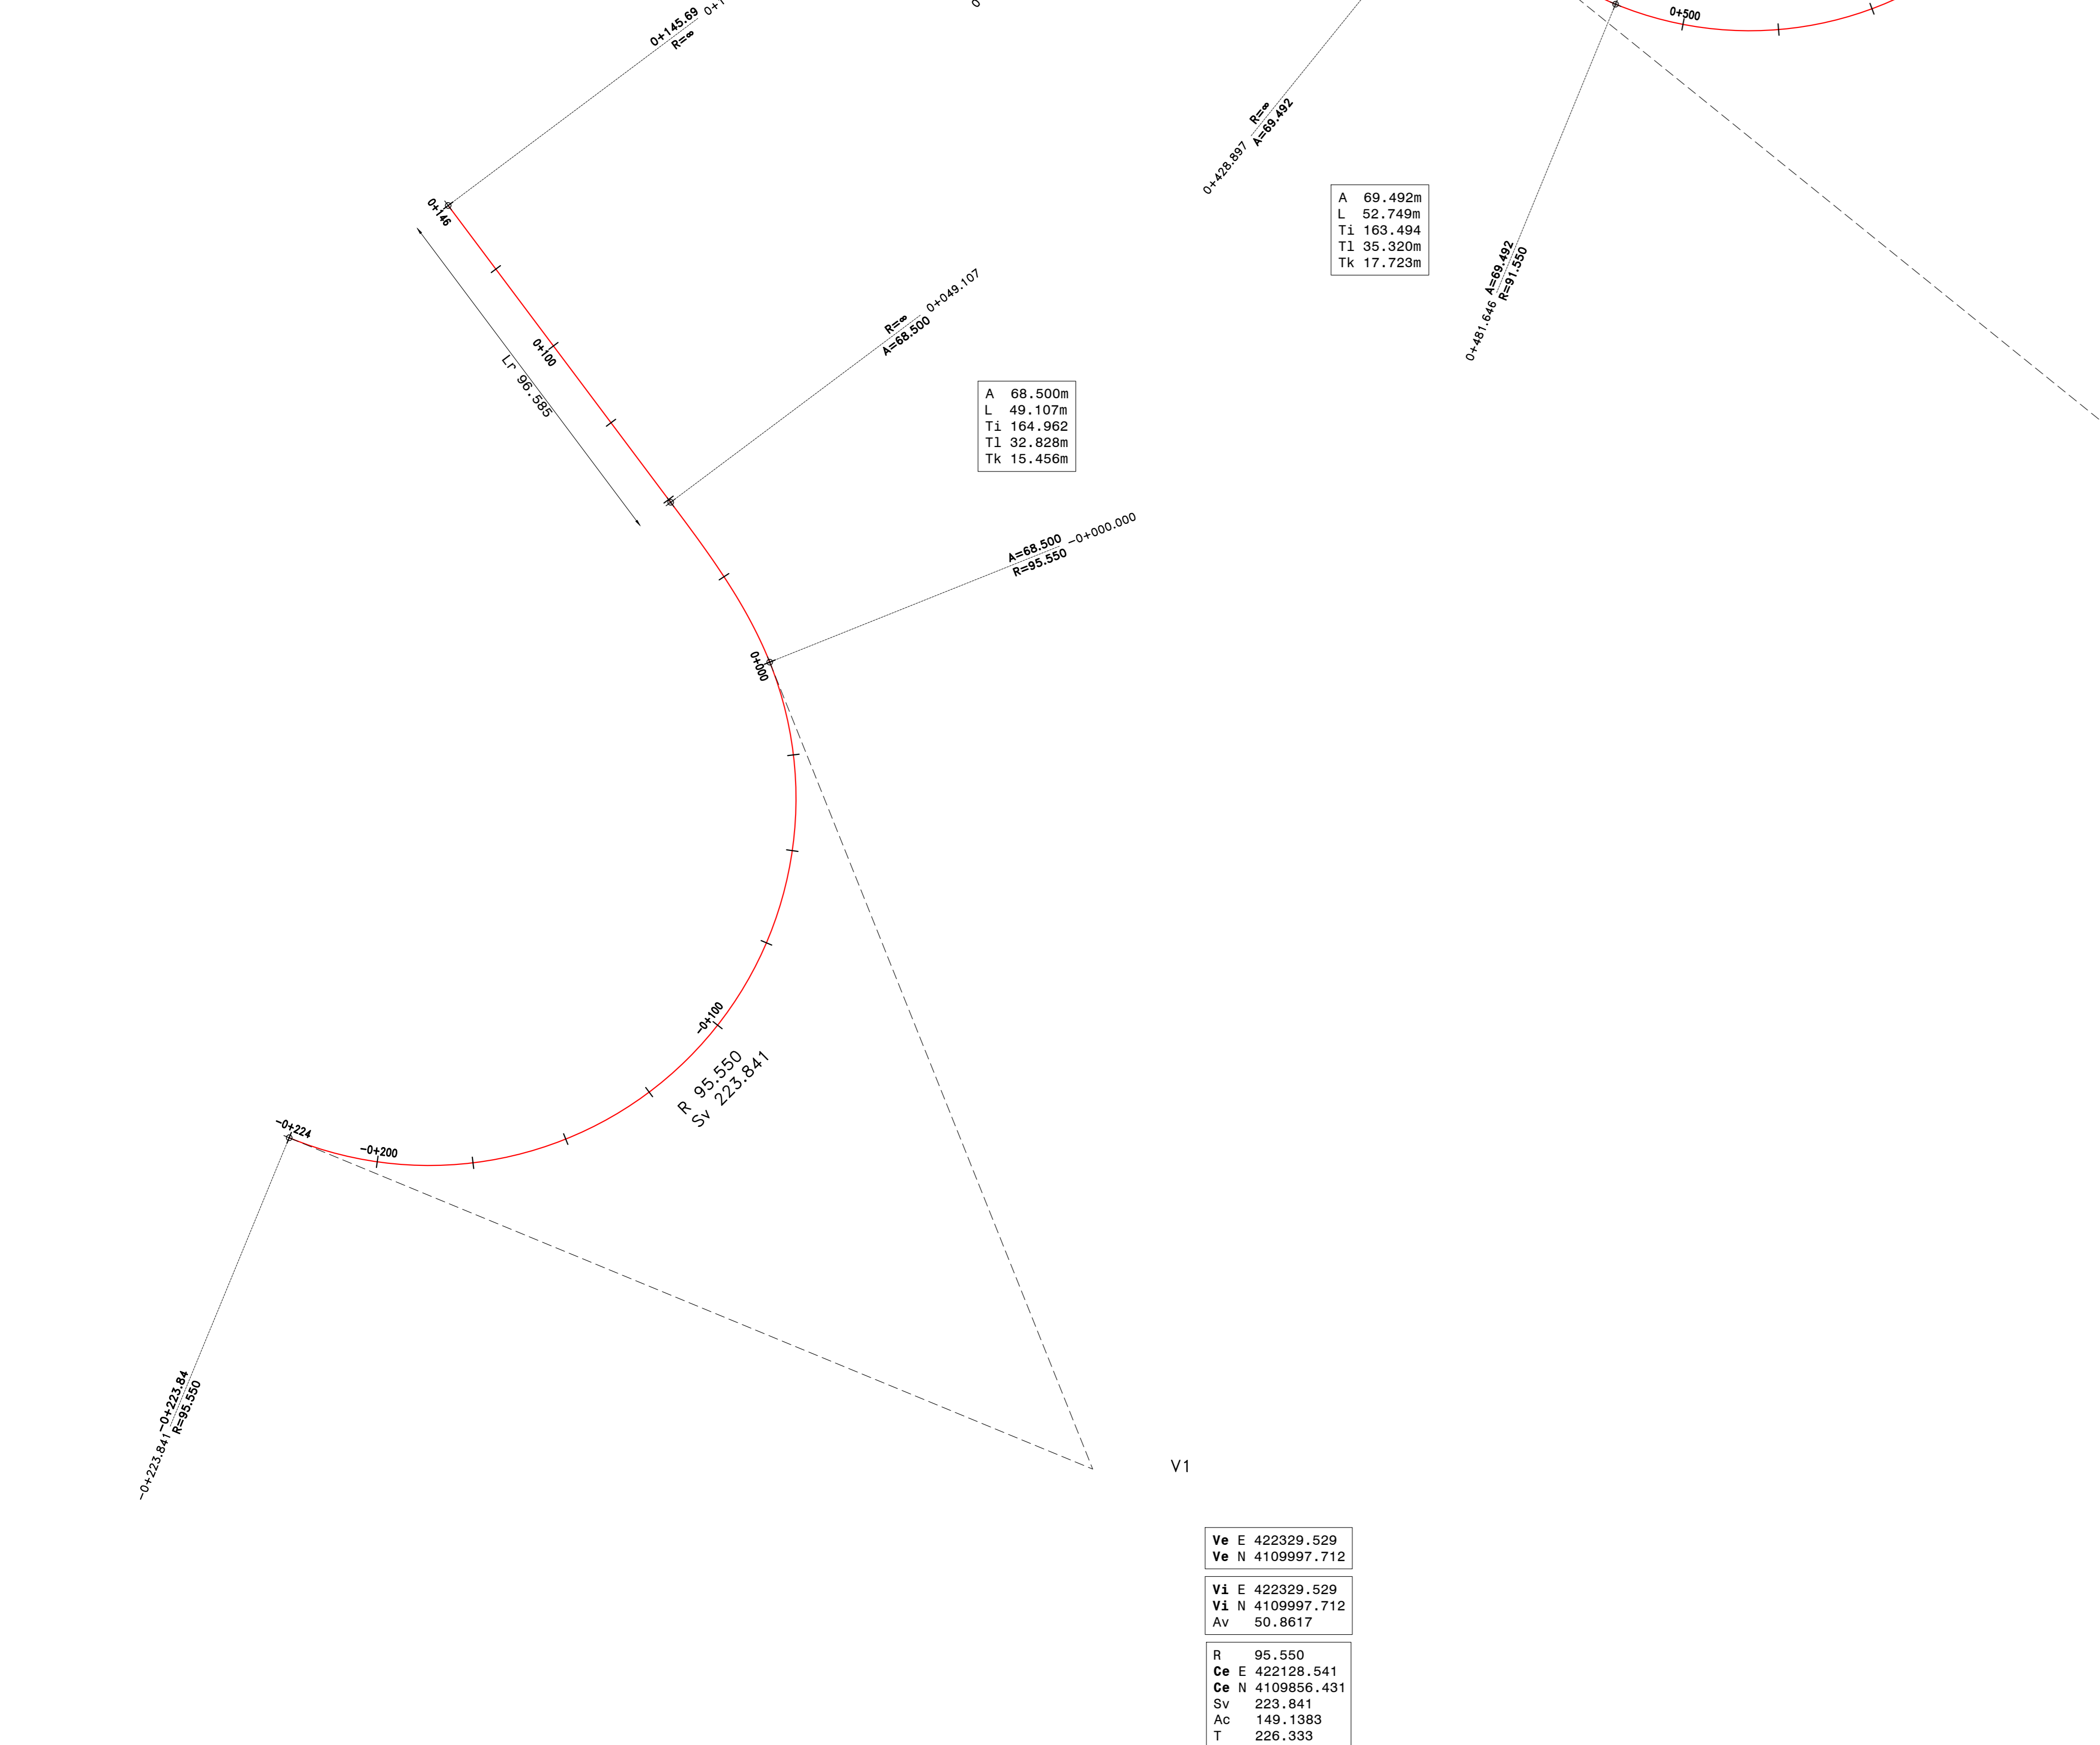 0+145.69
R=∞
0+146
0+100
Lr 96.585
R=∞
A=68.500
0+049.107
A 68.500m
L 49.107m
Ti 164.962
Tl 32.828m
Tk 15.456m
A=68.500
R=95.550
-0+000.000
0+000
R=∞
A=69.492
0+428.897
A 69.492m
L 52.749m
Ti 163.494
Tl 35.320m
Tk 17.723m
A=69.492
R=91.550
0+481.646
0+500
-0+100
R 95.550
Sv 223.841
-0+224
-0+200
-0+223.84
R=95.550
-0+223.841
V1
Ve E 422329.529
Ve N 4109997.712
Vi E 422329.529
Vi N 4109997.712
Av 50.8617
R 95.550
Ce E 422128.541
Ce N 4109856.431
Sv 223.841
Ac 149.1383
T 226.333